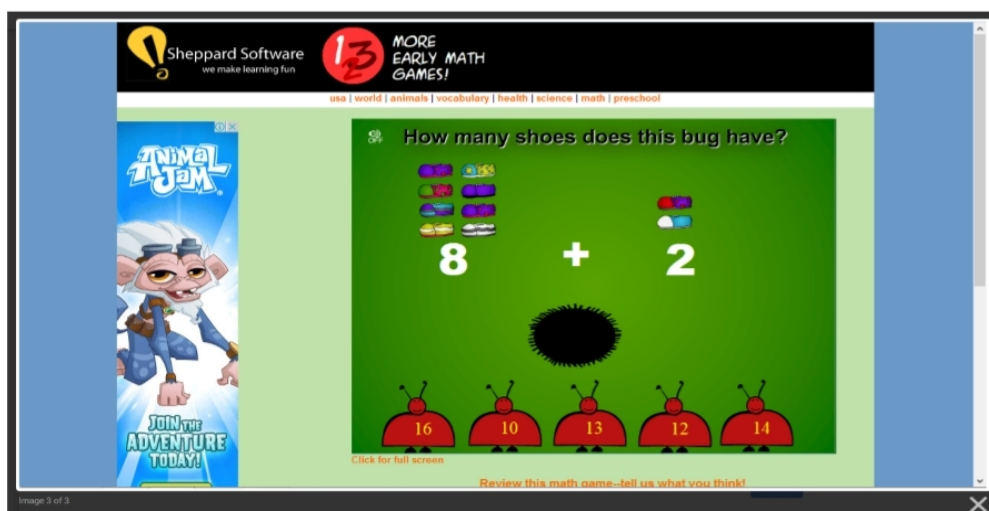 Sheppard Software
we make learning fun
123
MORE
EARLY MATH
GAMES!
usa | world | animals | vocabulary | health | science | math | preschool
ANIMAL
JAM
JOIN THE
ADVENTURE
TODAY!
OFF
How many shoes does this bug have?
8 + 2
16 10 13 12 14
Click for full screen
Review this math game--tell us what you think!
Image 3 of 3